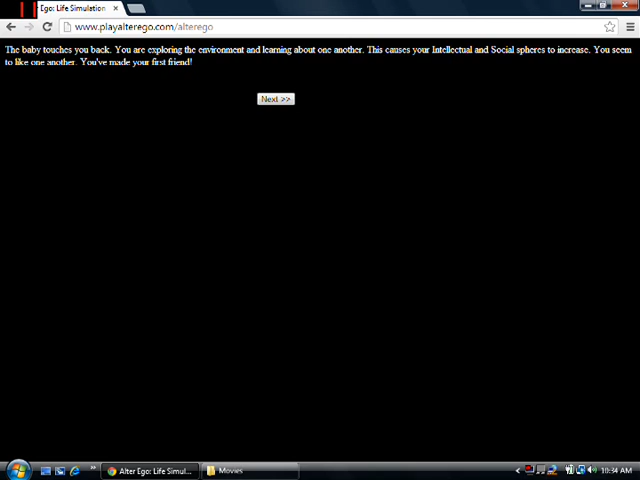 Ego: Life Simulation
www.playalterego.com/alterego
The baby touches you back. You are exploring the environment and learning about one another. This causes your Intellectual and Social spheres to increase. You seem
to like one another. You've made your first friend!
Next >>
Alter Ego: Life Simul...
Movies
10:34 AM